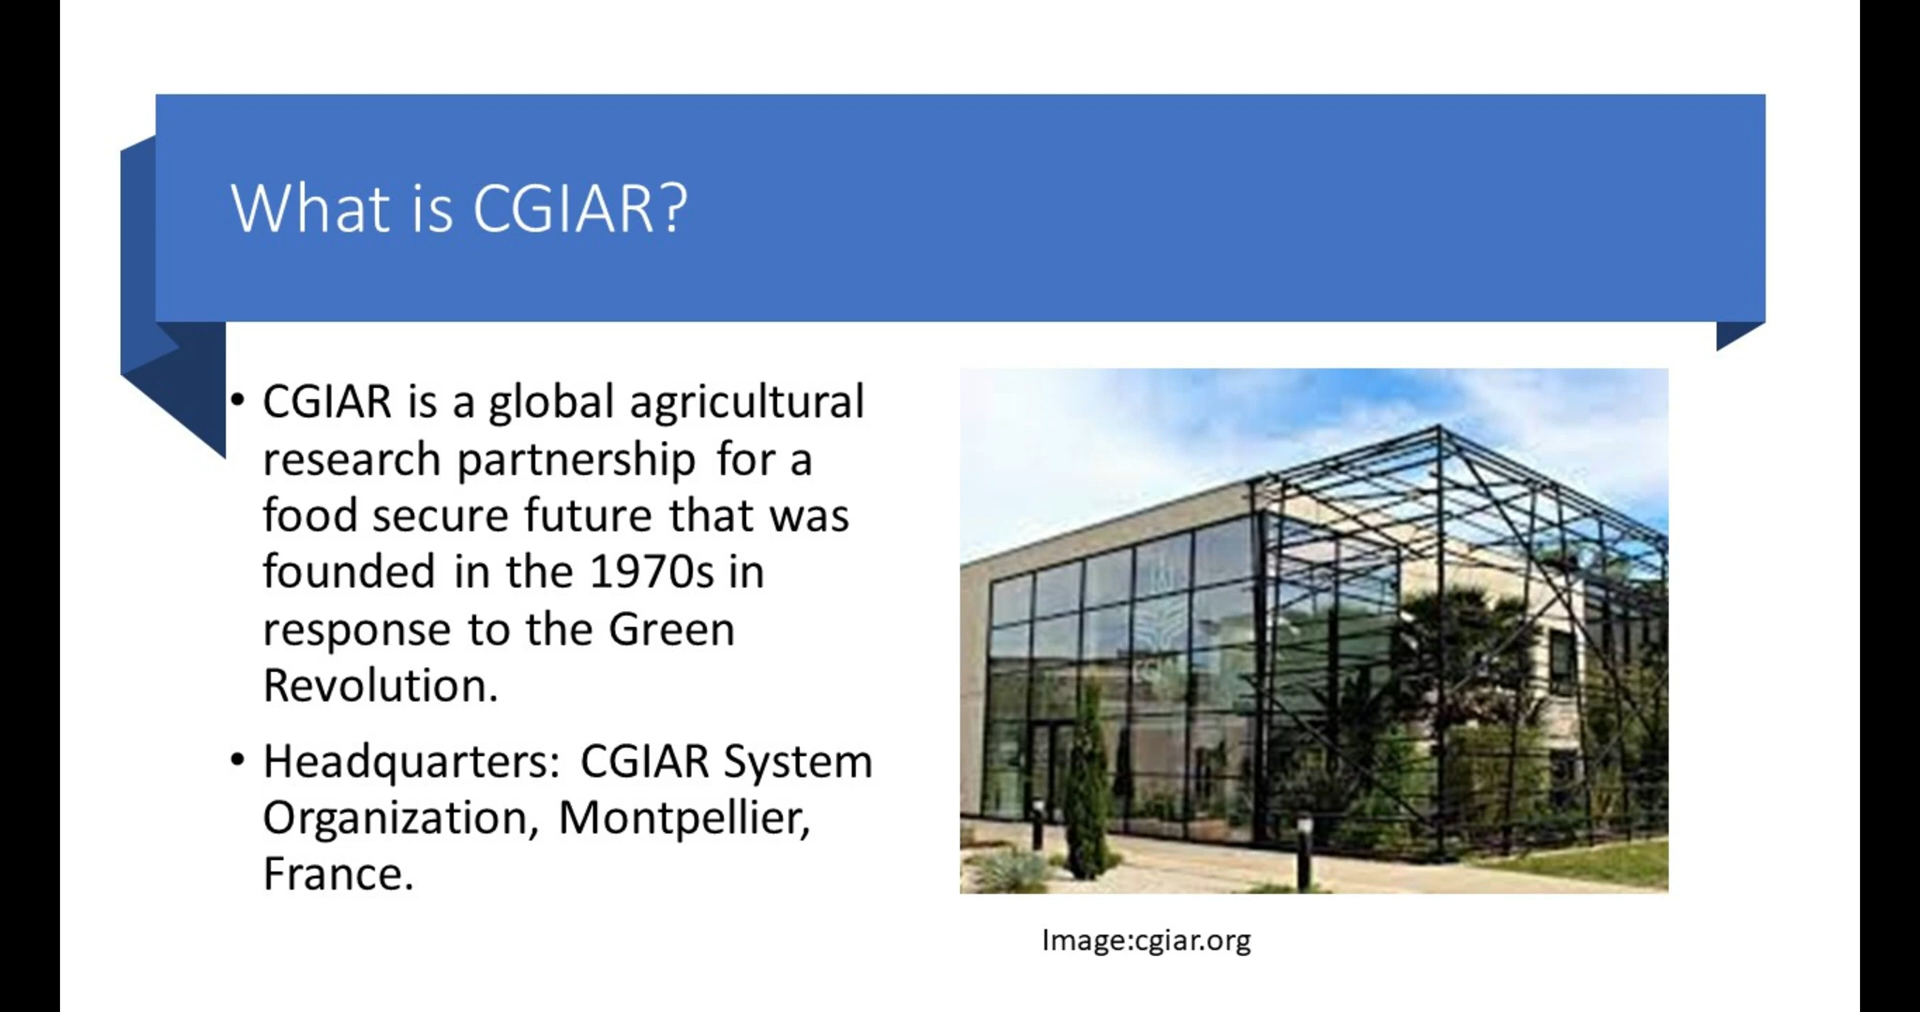 What is CGIAR?
• CGIAR is a global agricultural
research partnership for a
food secure future that was
founded in the 1970s in
response to the Green
Revolution.
• Headquarters: CGIAR System
Organization, Montpellier,
France.
Image:cgiar.org